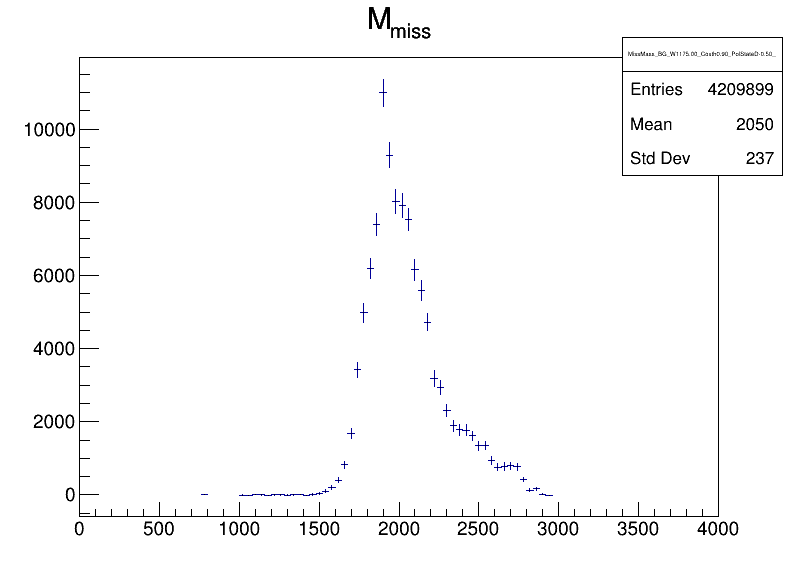 M_miss
MissMass_BG_W1175.00_Costh0.90_PolStateD-0.50_
Entries 4209899
Mean 2050
Std Dev 237
10000
8000
6000
4000
2000
0
0 500 1000 1500 2000 2500 3000 3500 4000